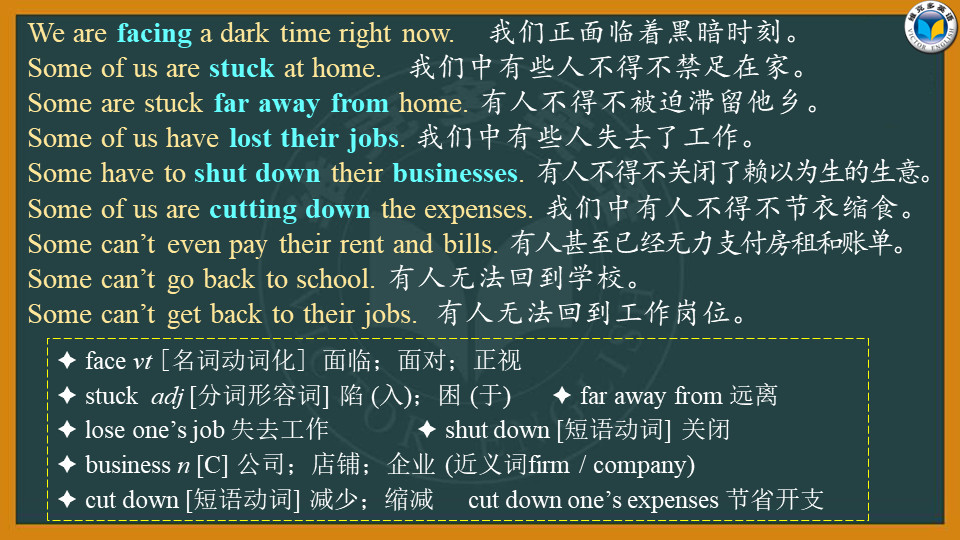 We are facing a dark time right now. 我们正面临着黑暗时刻。
Some of us are stuck at home. 我们中有些人不得不禁足在家。
Some are stuck far away from home. 有人不得不被迫滞留他乡。
Some of us have lost their jobs. 我们中有些人失去了工作。
Some have to shut down their businesses. 有人不得不关闭了赖以为生的生意。
Some of us are cutting down the expenses. 我们中有人不得不节衣缩食。
Some can’t even pay their rent and bills. 有人甚至已经无力支付房租和账单。
Some can’t go back to school. 有人无法回到学校。
Some can’t get back to their jobs. 有人无法回到工作岗位。
✦ face vt［名词动词化］面临；面对；正视
✦ stuck adj [分词形容词] 陷 (入)；困 (于) ✦ far away from 远离
✦ lose one’s job 失去工作 ✦ shut down [短语动词] 关闭
✦ business n [C] 公司；店铺；企业 (近义词firm / company)
✦ cut down [短语动词] 减少；缩减 cut down one’s expenses 节省开支
维克多英语
VICTOR ENGLISH